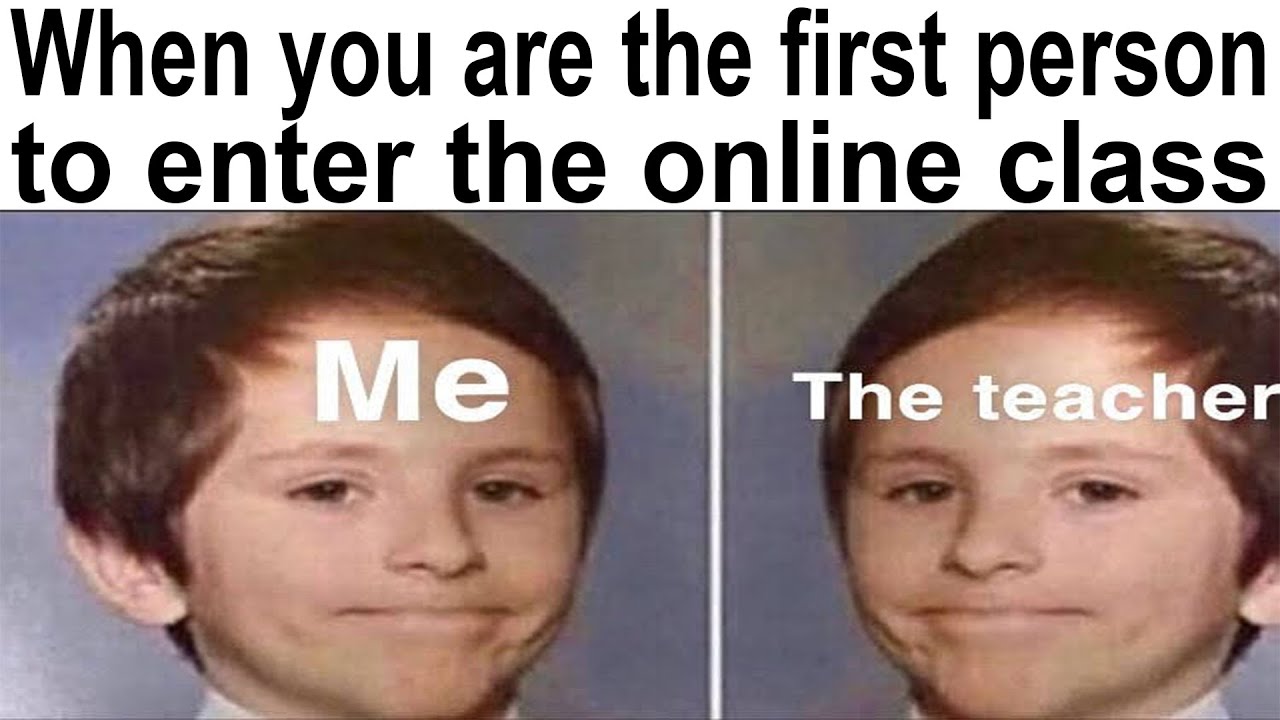 When you are the first person
to enter the online class
Me
The teacher